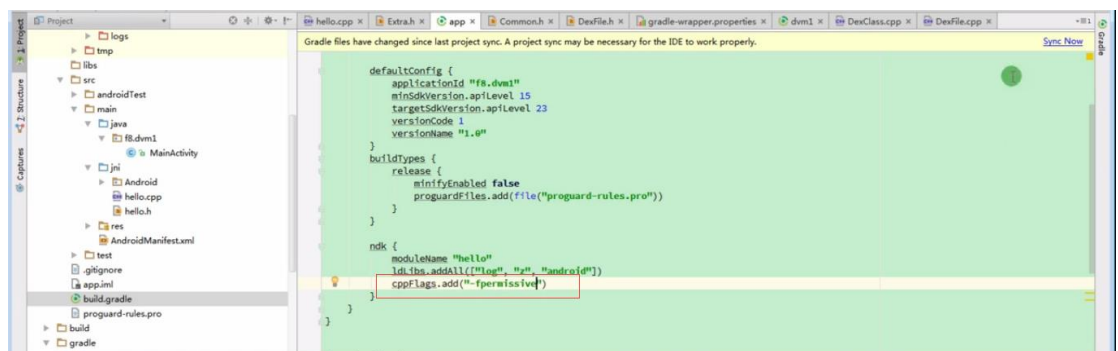 Project
hello.cpp × Extra.h × app × Common.h × DexFile.h × gradle-wrapper.properties × dvm1 × DexClass.cpp × DexFile.cpp ×
Gradle files have changed since last project sync. A project sync may be necessary for the IDE to work properly.
Sync Now
1: Project
Z: Structure
Captures
Gradle
logs
tmp
libs
src
androidTest
main
java
f8.dvm1
MainActivity
jni
Android
hello.cpp
hello.h
res
AndroidManifest.xml
test
.gitignore
app.iml
build.gradle
proguard-rules.pro
build
gradle
defaultConfig {
applicationId "f8.dvm1"
minSdkVersion.apiLevel 15
targetSdkVersion.apiLevel 23
versionCode 1
versionName "1.0"
}
buildTypes {
release {
minifyEnabled false
proguardFiles.add(file("proguard-rules.pro"))
}
}
ndk {
moduleName "hello"
ldLibs.addAll(["log", "z", "android"])
cppFlags.add("-fpermissive")
}
}
}